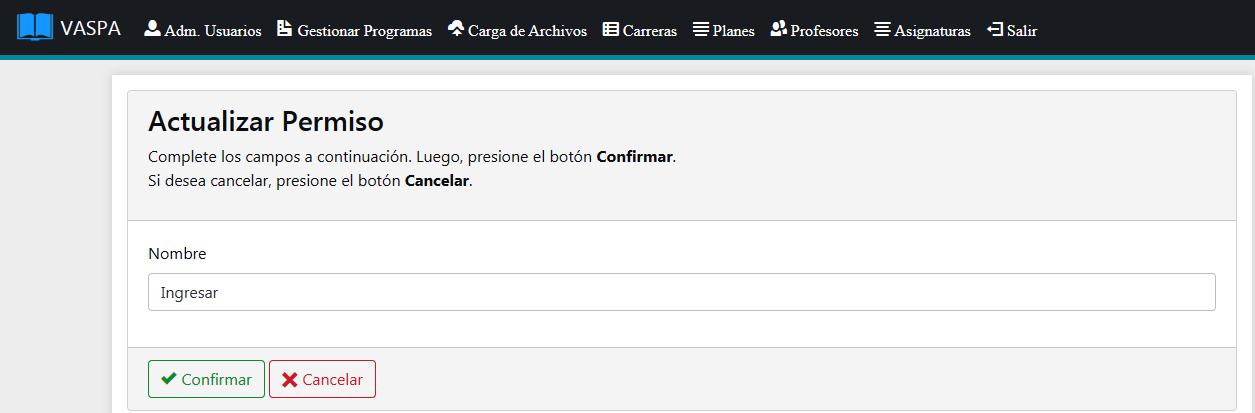 VASPA Adm. Usuarios Gestionar Programas Carga de Archivos Carreras Planes Profesores Asignaturas Salir
Actualizar Permiso
Complete los campos a continuación. Luego, presione el botón Confirmar.
Si desea cancelar, presione el botón Cancelar.
Nombre
Ingresar
Confirmar Cancelar